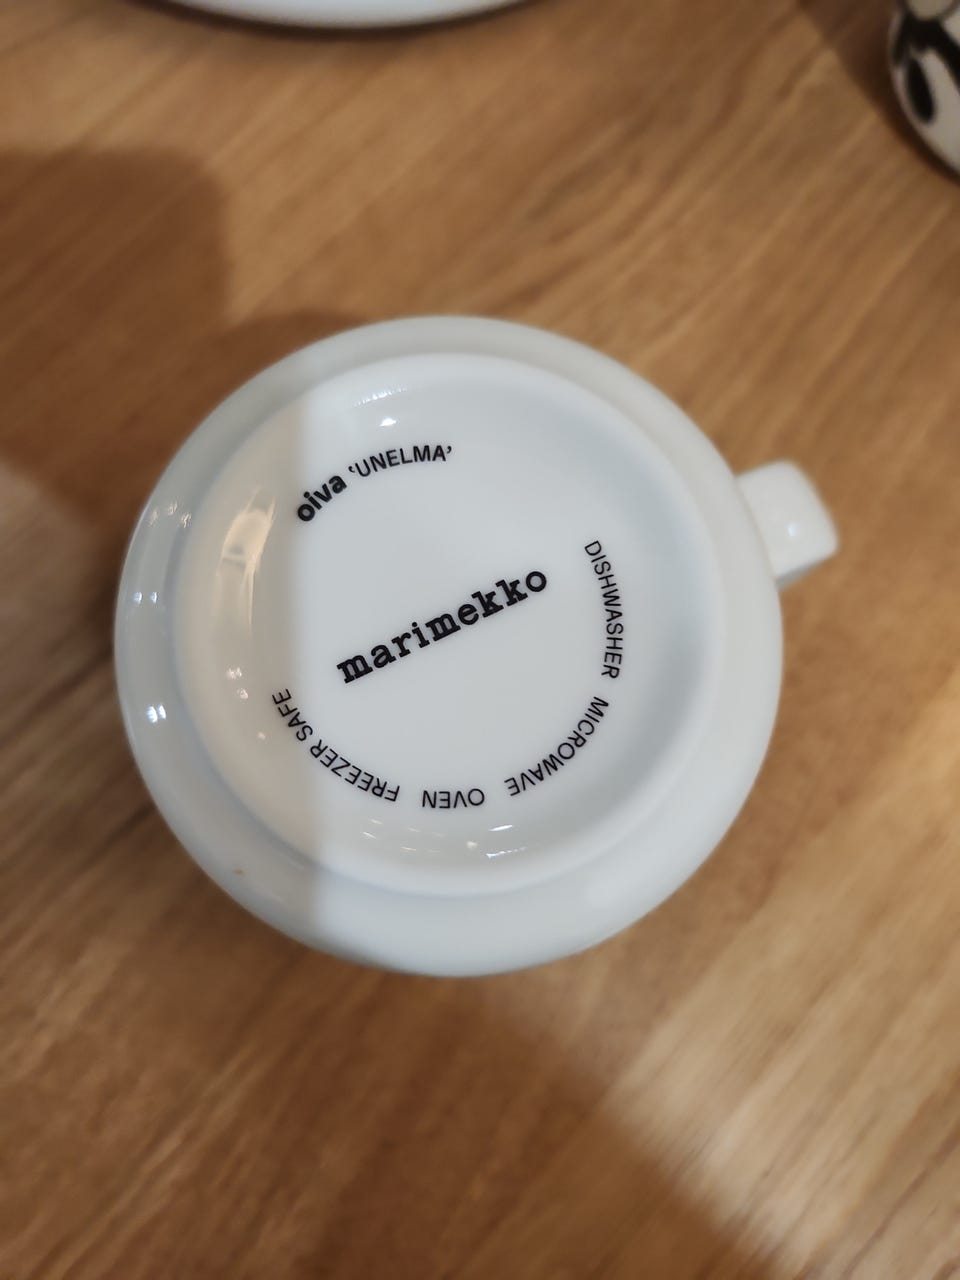 oiva ‘UNELMA’
marimekko
DISHWASHER MICROWAVE OVEN FREEZER SAFE